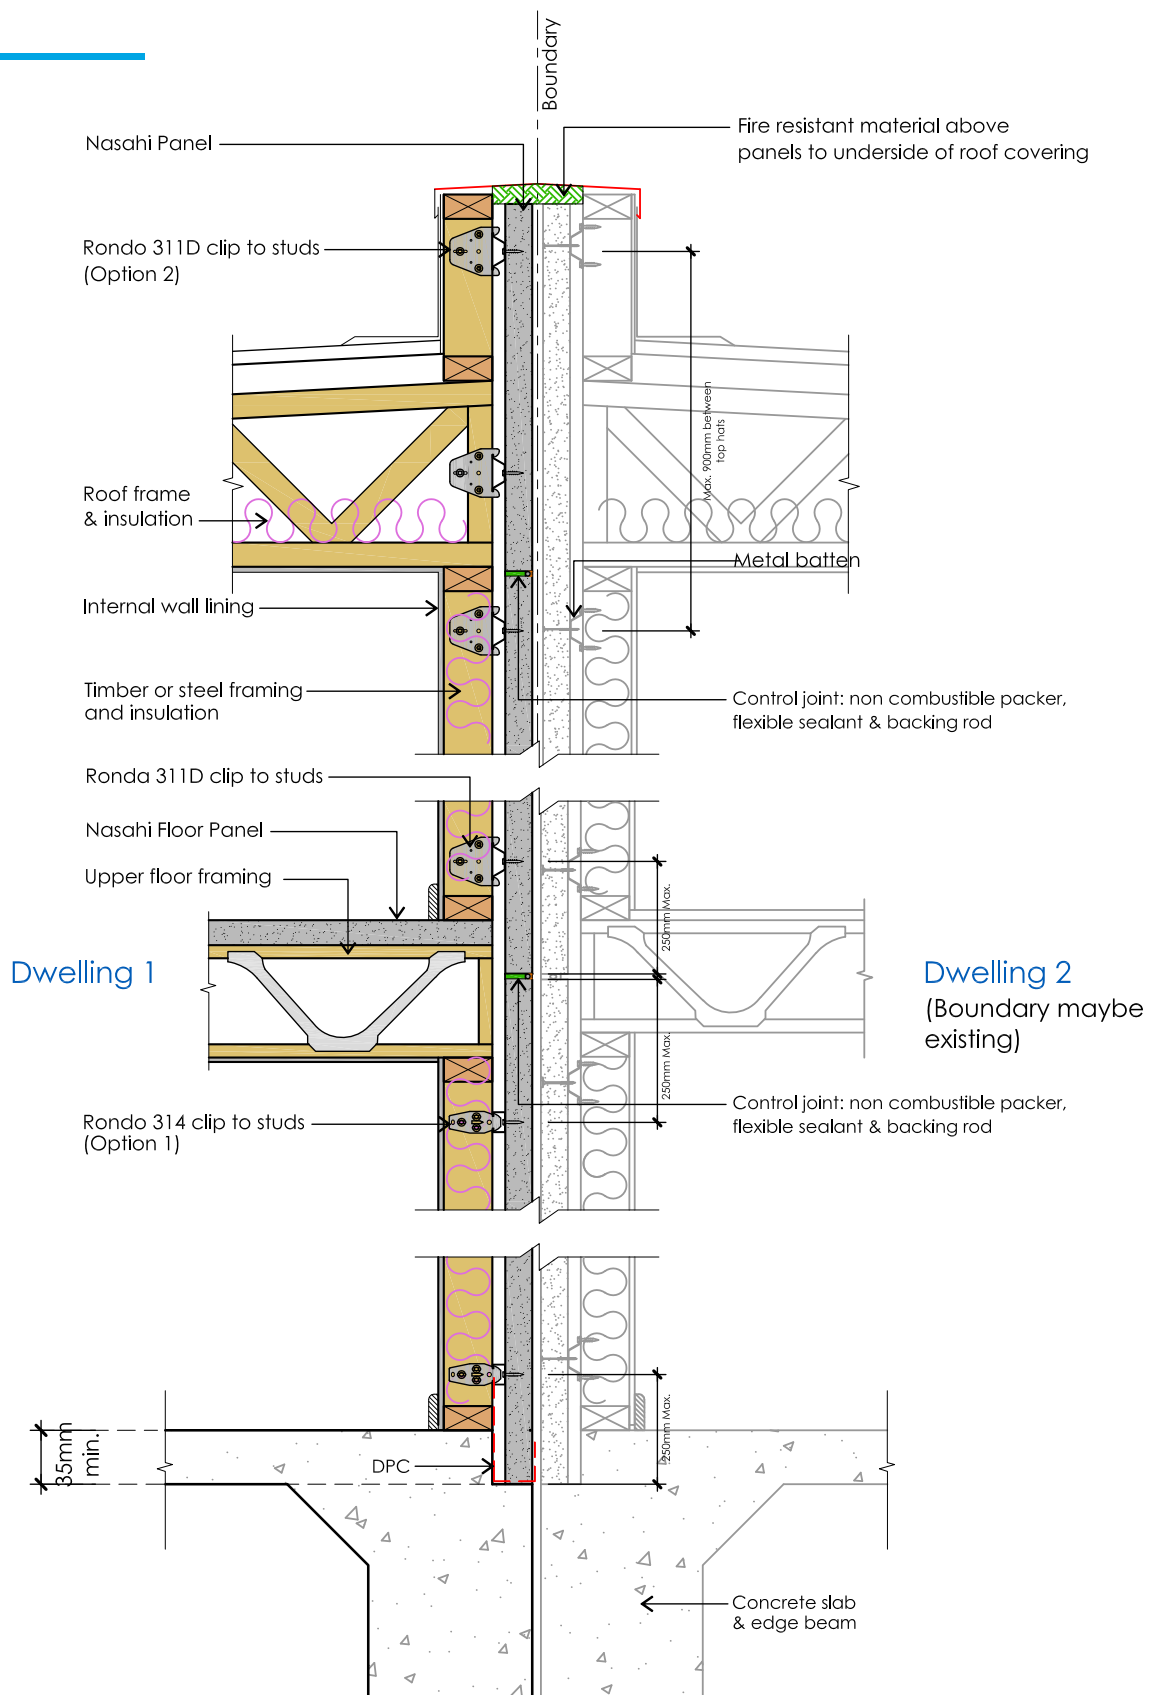 Boundary
Nasahi Panel
Fire resistant material above
panels to underside of roof covering
Rondo 311D clip to studs
(Option 2)
Max. 900mm between
top hats
Roof frame
& insulation
Metal batten
Internal wall lining
Timber or steel framing
and insulation
Control joint: non combustible packer,
flexible sealant & backing rod
Ronda 311D clip to studs
Nasahi Floor Panel
Upper floor framing
250mm Max.
Dwelling 1
Dwelling 2
(Boundary maybe
existing)
250mm Max.
Rondo 314 clip to studs
(Option 1)
Control joint: non combustible packer,
flexible sealant & backing rod
250mm Max.
35mm
min.
DPC
Concrete slab
& edge beam